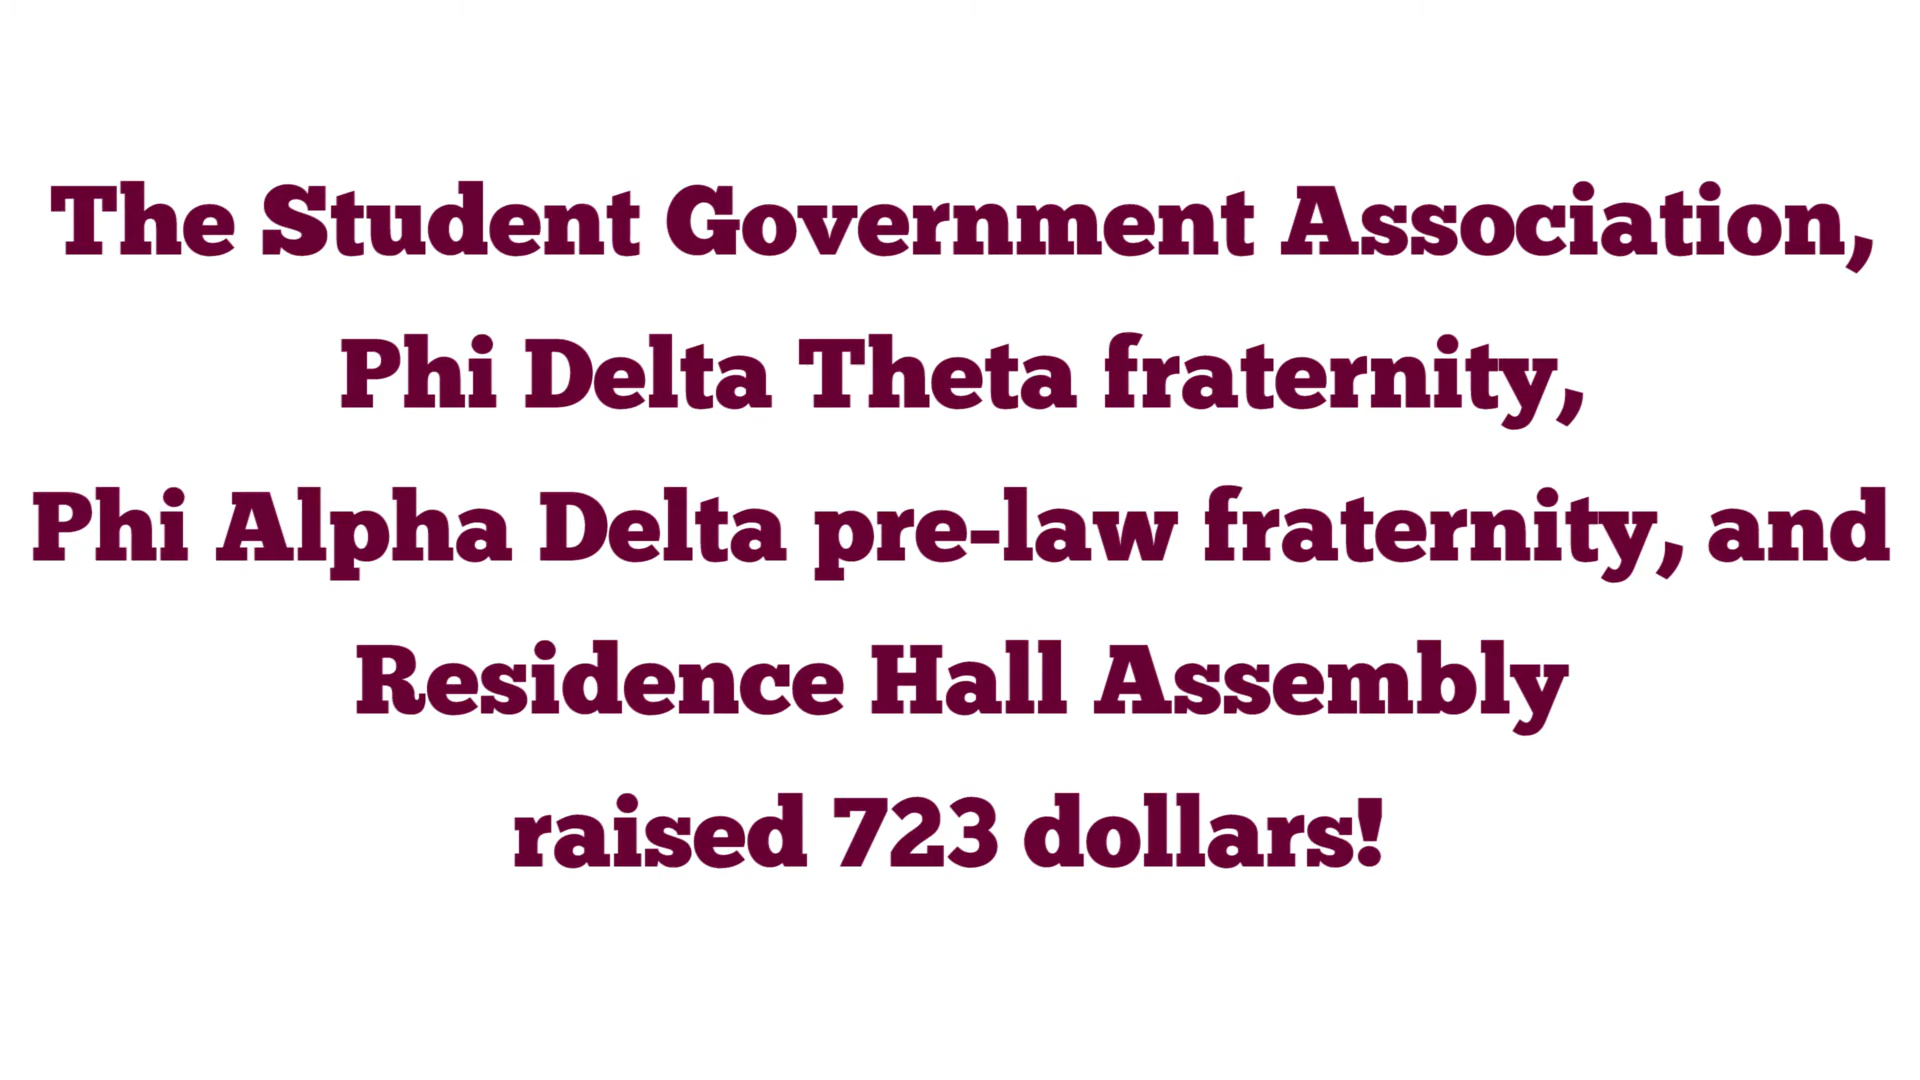 The Student Government Association,
Phi Delta Theta fraternity,
Phi Alpha Delta pre-law fraternity, and
Residence Hall Assembly
raised 723 dollars!